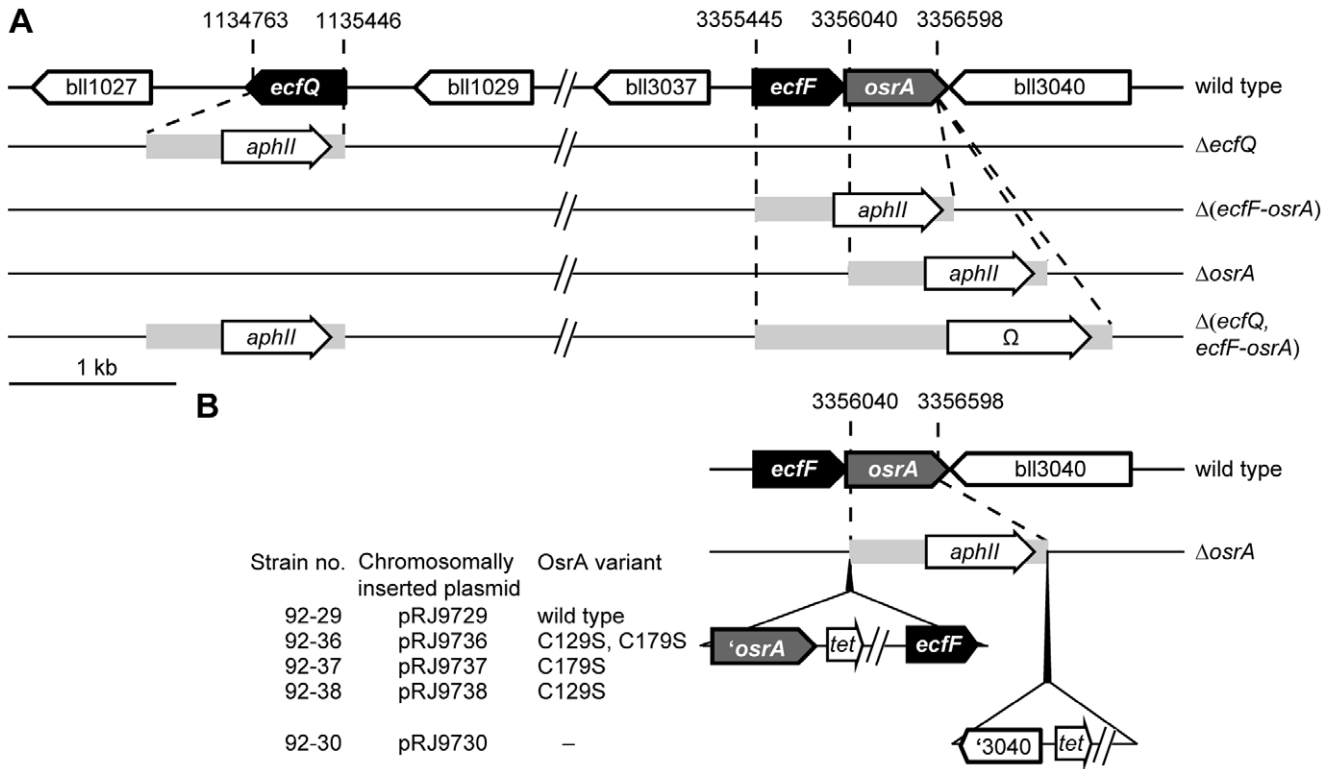 A
1134763 1135446 3355445 3356040 3356598
bll1027 ecfQ bll1029 bll3037 ecfF osrA bll3040 wild type
aphII ΔecfQ
aphII Δ(ecfF-osrA)
aphII ΔosrA
aphII Ω Δ(ecfQ,
ecfF-osrA)
1 kb
B
3356040 3356598
ecfF osrA bll3040 wild type
aphII ΔosrA
Strain no. Chromosomally OsrA variant
inserted plasmid
92-29 pRJ9729 wild type
92-36 pRJ9736 C129S, C179S
92-37 pRJ9737 C179S
92-38 pRJ9738 C129S
92-30 pRJ9730 –
‘osrA tet ecfF
‘3040 tet